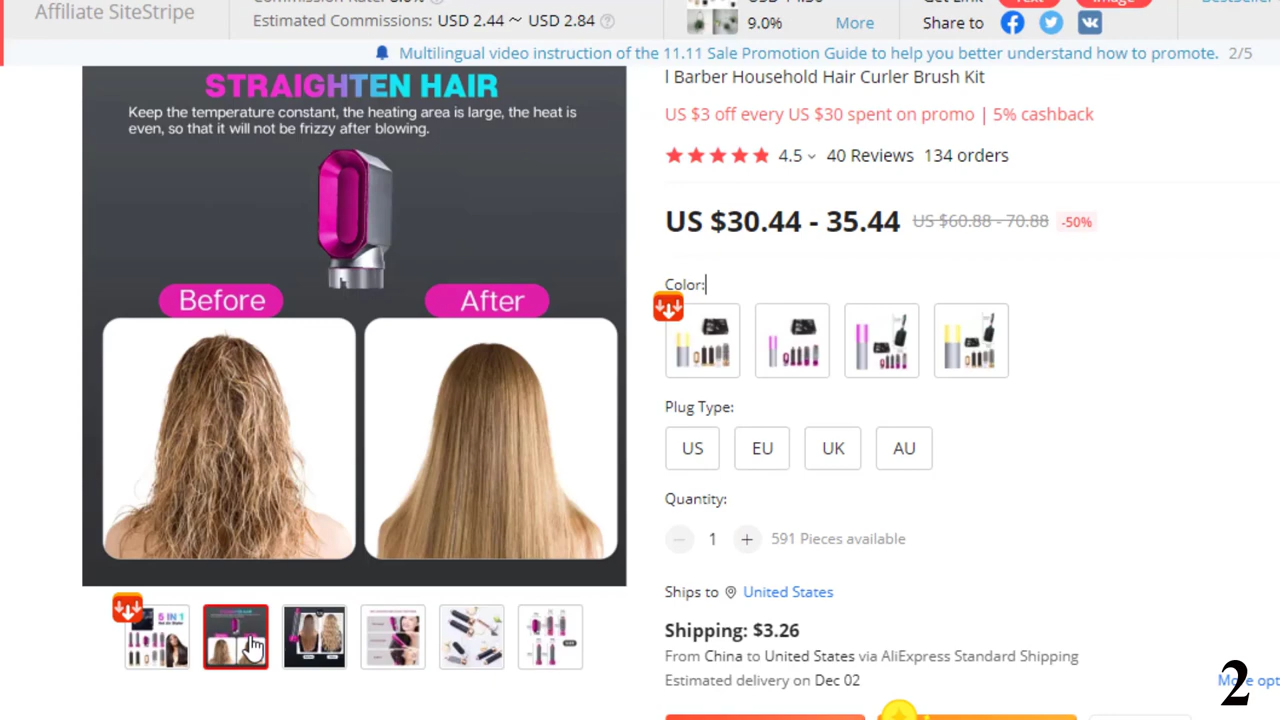 Affiliate SiteStripe
Estimated Commissions: USD 2.44 ~ USD 2.84
9.0% More
Share to
Multilingual video instruction of the 11.11 Sale Promotion Guide to help you better understand how to promote. 2/5
STRAIGHTEN HAIR
Keep the temperature constant, the heating area is large, the heat is
even, so that it will not be frizzy after blowing.
Before
After
5 IN 1
l Barber Household Hair Curler Brush Kit
US $3 off every US $30 spent on promo | 5% cashback
4.5 40 Reviews 134 orders
US $30.44 - 35.44 US $60.88 - 70.88 -50%
Color:
Plug Type:
US EU UK AU
Quantity:
1 591 Pieces available
Ships to United States
Shipping: $3.26
From China to United States via AliExpress Standard Shipping
Estimated delivery on Dec 02
2